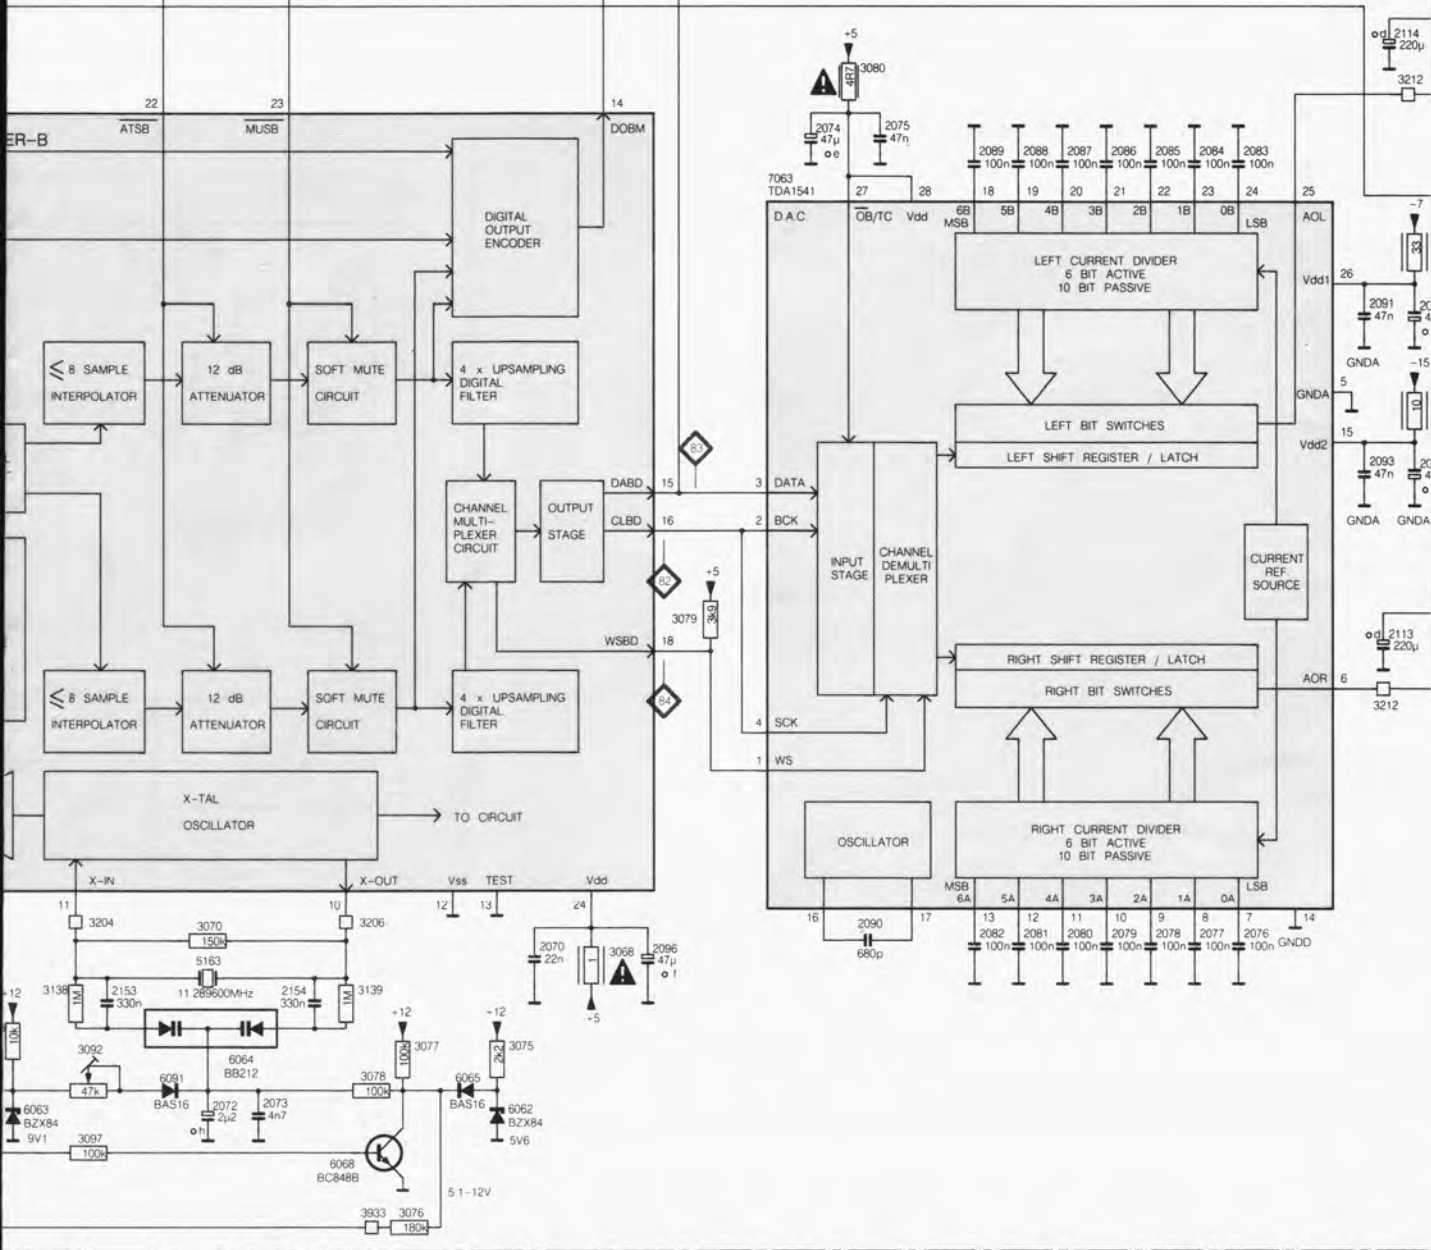 +5
od 2114
220µ
3080
4R7
3212
22
23
14
ATSB
MUSB
DOBM
ER-B
2074
47µ
o e
2075
47n
2089
100n
2088
100n
2087
100n
2086
100n
2085
100n
2084
100n
2083
100n
7063
TDA1541
27
28
18
19
20
21
22
23
24
25
D.A.C.
OB/TC
Vdd
6B
5B
4B
3B
2B
1B
0B
MSB
LSB
AOL
-7
33
DIGITAL
OUTPUT
ENCODER
LEFT CURRENT DIVIDER
6 BIT ACTIVE
10 BIT PASSIVE
Vdd1
26
2091
47n
GNDA
-15
≤ 8 SAMPLE
INTERPOLATOR
12 dB
ATTENUATOR
SOFT MUTE
CIRCUIT
4 x UPSAMPLING
DIGITAL
FILTER
5
GNDA
10
LEFT BIT SWITCHES
15
Vdd2
LEFT SHIFT REGISTER / LATCH
83
2093
47n
GNDA
GNDA
DABD
15
3
DATA
CHANNEL
MULTI-
PLEXER
CIRCUIT
OUTPUT
STAGE
CLBD
16
2
BCK
INPUT
STAGE
CHANNEL
DEMULTI
PLEXER
CURRENT
REF.
SOURCE
82
+5
3079
3k9
WSBD
18
od 2113
220µ
RIGHT SHIFT REGISTER / LATCH
RIGHT BIT SWITCHES
AOR
6
3212
84
≤ 8 SAMPLE
INTERPOLATOR
12 dB
ATTENUATOR
SOFT MUTE
CIRCUIT
4 x UPSAMPLING
DIGITAL
FILTER
4
SCK
1
WS
X-TAL
OSCILLATOR
TO CIRCUIT
OSCILLATOR
RIGHT CURRENT DIVIDER
6 BIT ACTIVE
10 BIT PASSIVE
X-IN
X-OUT
Vss
TEST
Vdd
MSB
LSB
6A
5A
4A
3A
2A
1A
0A
11
10
12
13
24
16
17
13
12
11
10
9
8
7
14
3204
3206
3070
150k
2090
680p
2082
100n
2081
100n
2080
100n
2079
100n
2078
100n
2077
100n
2076
100n
GNDD
2070
22n
3068
1
2096
47µ
o f
+5
5163
11.289600MHz
3138
1M
2153
330n
2154
330n
3139
1M
+12
10k
6064
BB212
+12
3077
100k
+12
3075
2k2
3092
47k
6091
BAS16
3078
100k
6065
BAS16
6063
BZX84
9V1
2072
2µ2
o h
2073
4n7
6062
BZX84
5V6
3097
100k
6068
BC848B
5.1-12V
3933
3076
180k